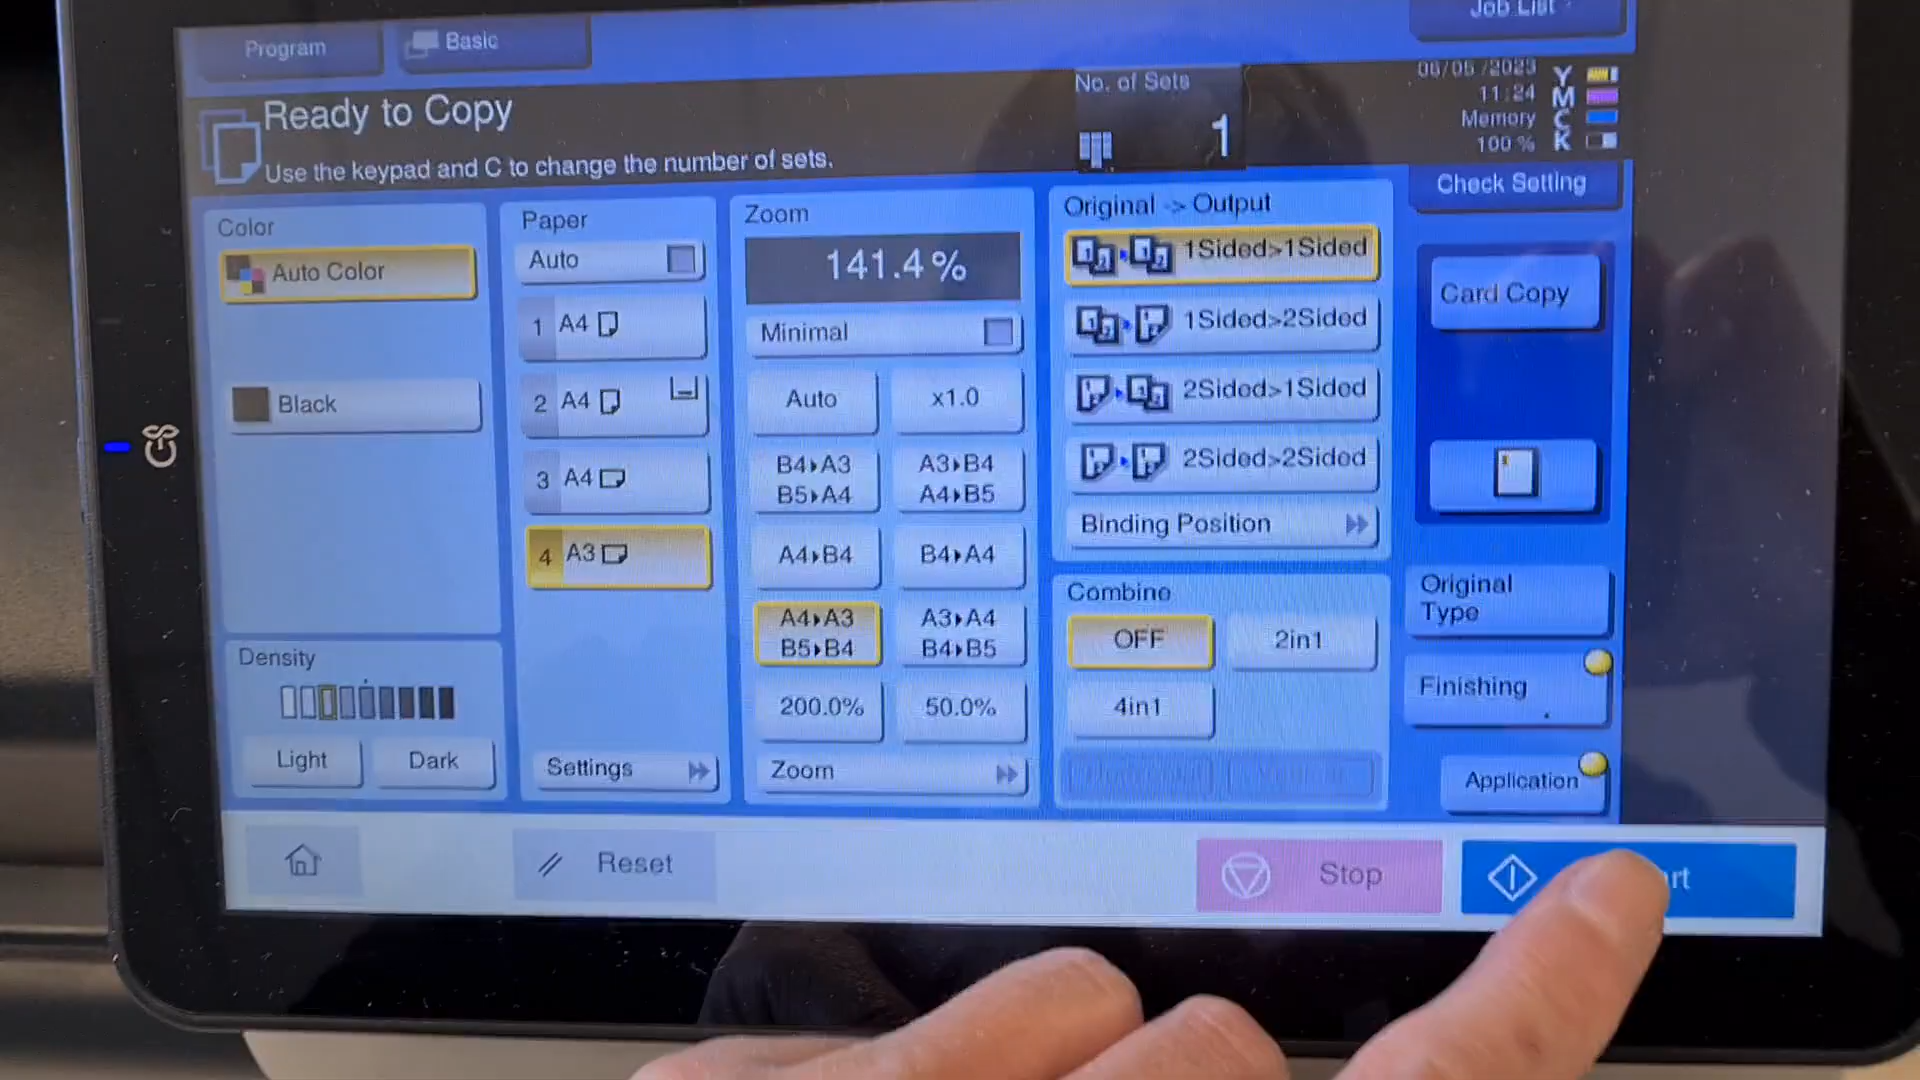 Program
Basic
Job List
Ready to Copy
Use the keypad and C to change the number of sets.
No. of Sets
1
06/06/2023
11:24
Memory
100 %
Y
M
C
K
Check Setting
Color
Auto Color
Black
Density
Light
Dark
Paper
Auto
1 A4
2 A4
3 A4
4 A3
Settings
Zoom
141.4%
Minimal
Auto
x1.0
B4▸A3
B5▸A4
A3▸B4
A4▸B5
A4▸B4
B4▸A4
A4▸A3
B5▸B4
A3▸A4
B4▸B5
200.0%
50.0%
Zoom
Original -> Output
1Sided>1Sided
1Sided>2Sided
2Sided>1Sided
2Sided>2Sided
Binding Position
Combine
OFF
2in1
4in1
Card Copy
Original
Type
Finishing
Application
Reset
Stop
rt